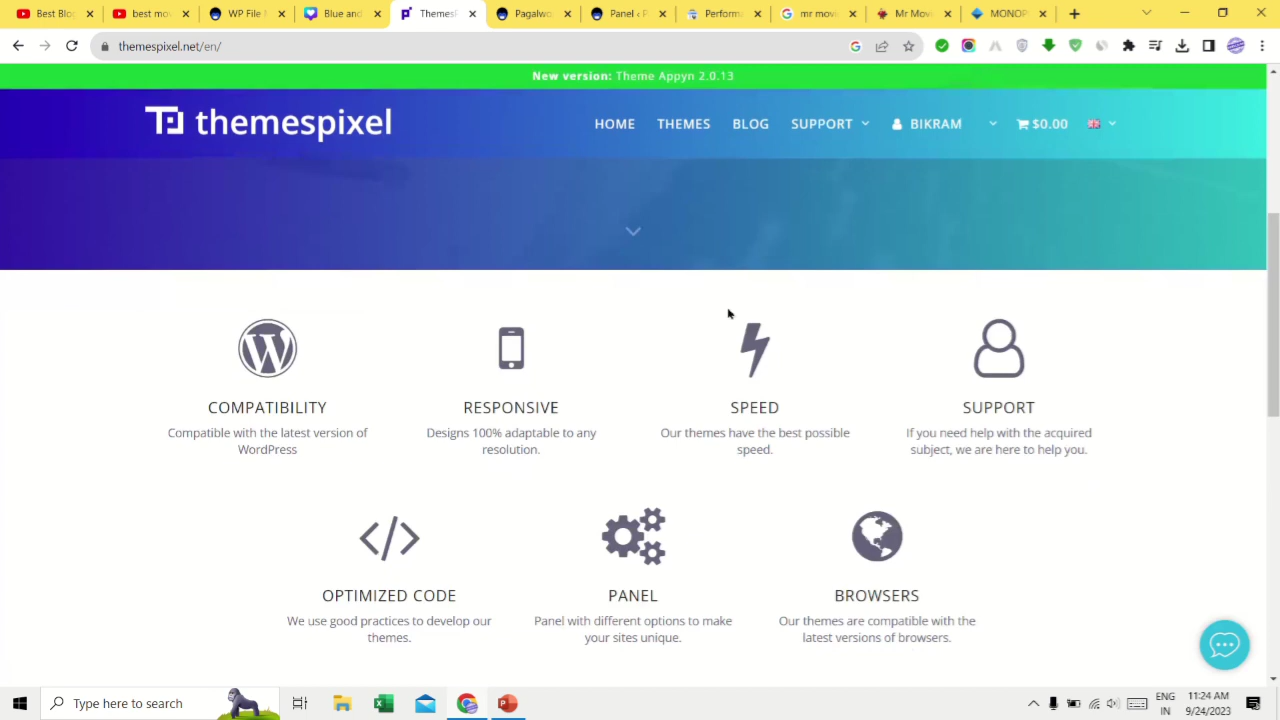 Best Blog
best mov
WP File M
Blue and
Themes
Pagalwo
Panel ‹ P
Performa
mr movie
Mr Movi
MONOP
themespixel.net/en/
New version: Theme Appyn 2.0.13
themespixel
HOME THEMES BLOG SUPPORT BIKRAM $0.00
COMPATIBILITY
Compatible with the latest version of
WordPress
RESPONSIVE
Designs 100% adaptable to any
resolution.
SPEED
Our themes have the best possible
speed.
SUPPORT
If you need help with the acquired
subject, we are here to help you.
OPTIMIZED CODE
We use good practices to develop our
themes.
PANEL
Panel with different options to make
your sites unique.
BROWSERS
Our themes are compatible with the
latest versions of browsers.
Type here to search
ENG
IN
11:24 AM
9/24/2023